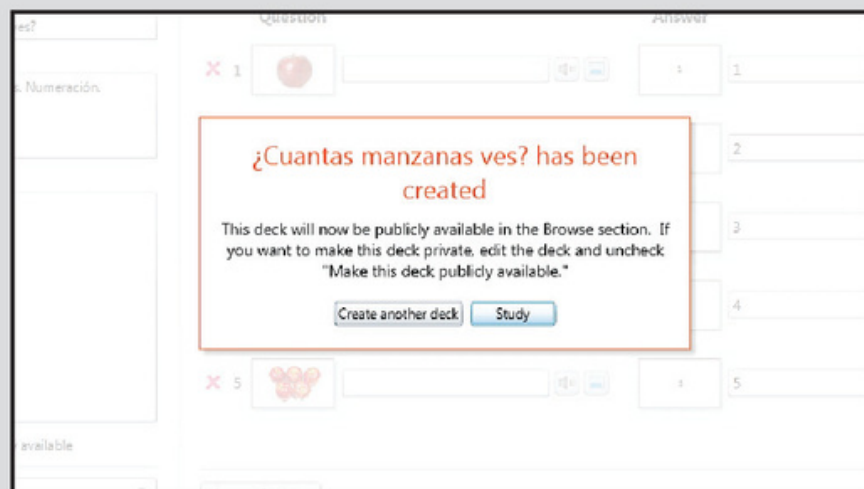 Question Answer
ves?
1 1
s. Numeración.
¿Cuantas manzanas ves? has been
created
2
This deck will now be publicly available in the Browse section. If
you want to make this deck private, edit the deck and uncheck
"Make this deck publicly available."
3
Create another deck Study
4
5 5
available